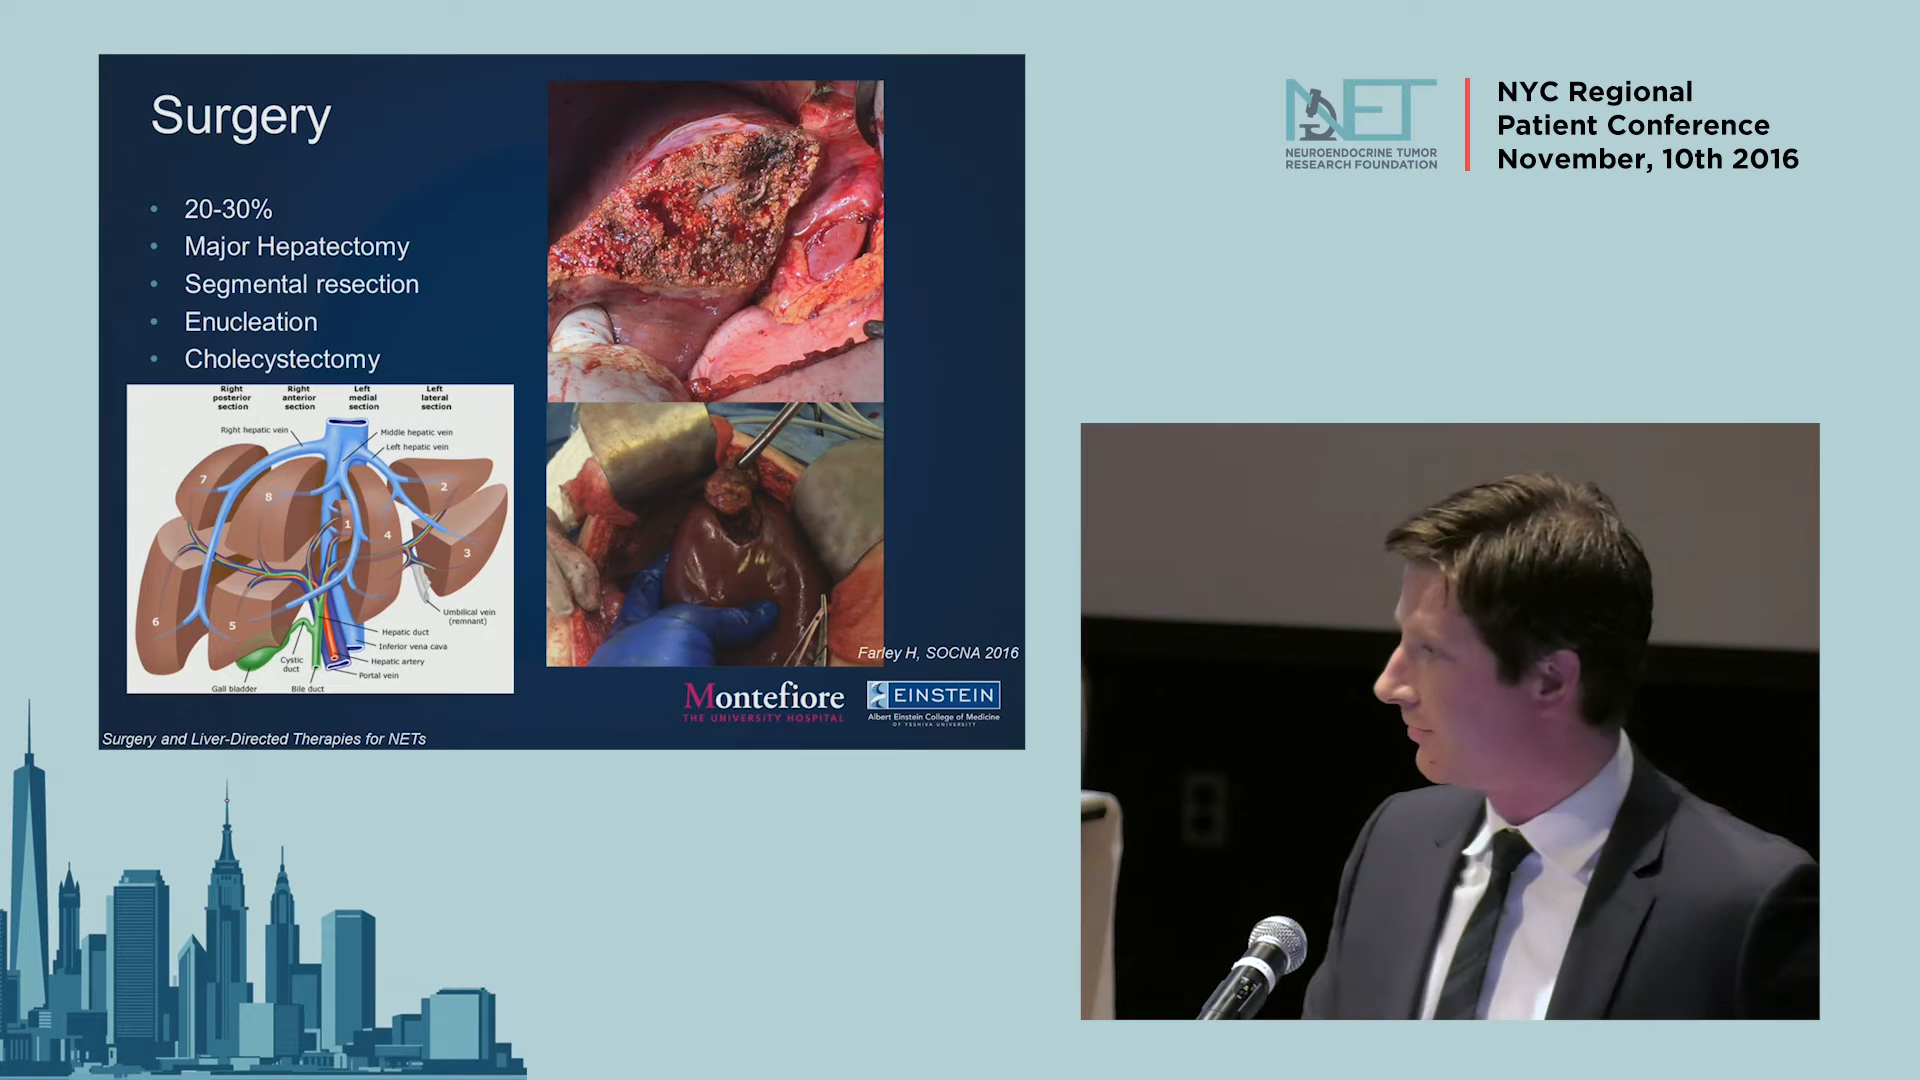 Surgery
• 20-30%
• Major Hepatectomy
• Segmental resection
• Enucleation
• Cholecystectomy
Right posterior section
Right anterior section
Left medial section
Left lateral section
Right hepatic vein
Middle hepatic vein
Left hepatic vein
7
8
2
1
4
3
6
5
Umbilical vein
(remnant)
Hepatic duct
Inferior vena cava
Cystic duct
Hepatic artery
Portal vein
Gall bladder
Bile duct
Farley H, SOCNA 2016
Montefiore
THE UNIVERSITY HOSPITAL
EINSTEIN
Albert Einstein College of Medicine
OF YESHIVA UNIVERSITY
Surgery and Liver-Directed Therapies for NETs
NET
NEUROENDOCRINE TUMOR
RESEARCH FOUNDATION
NYC Regional
Patient Conference
November, 10th 2016